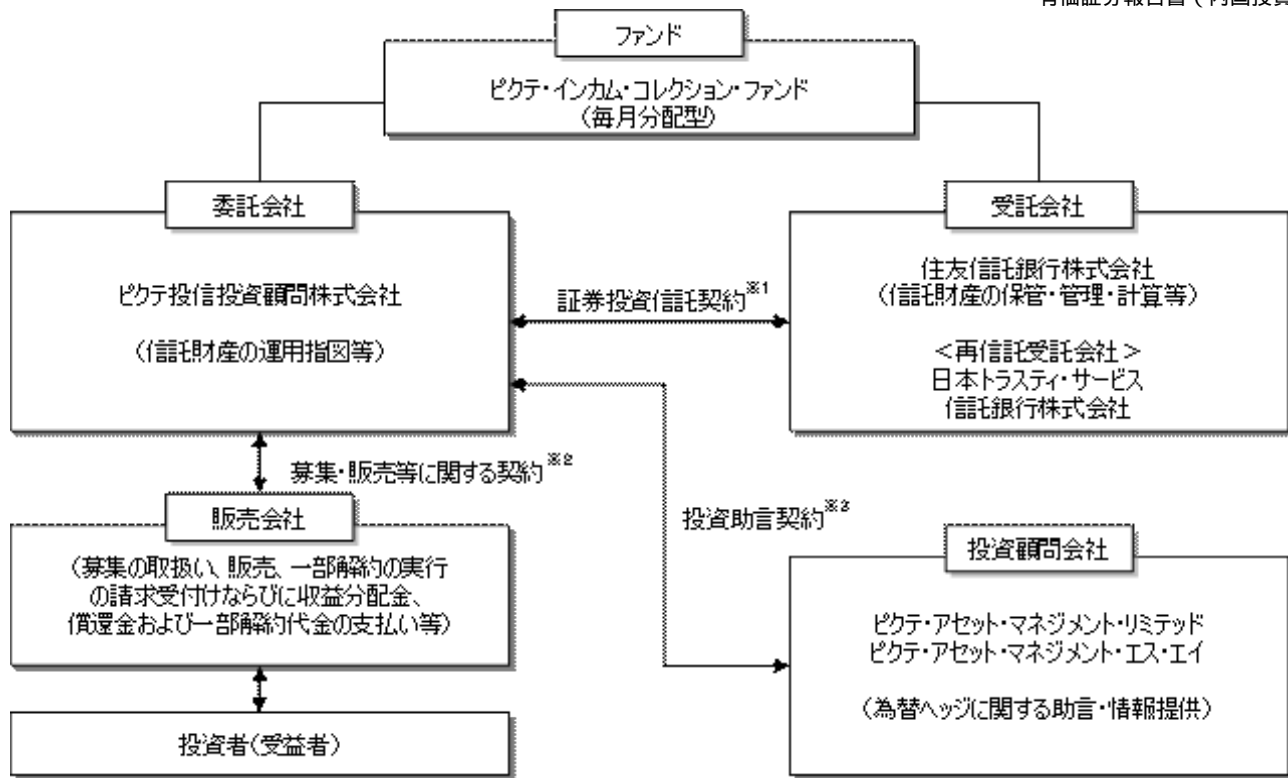 ファンド
ピクテ・インカム・コレクション・ファンド
(毎月分配型)
委託会社
ピクテ投信投資顧問株式会社
(信託財産の運用指図等)
受託会社
住友信託銀行株式会社
(信託財産の保管・管理・計算等)
<再信託受託会社>
日本トラスティ・サービス
信託銀行株式会社
証券投資信託契約※1
募集・販売等に関する契約※2
販売会社
(募集の取扱い、販売、一部解約の実行
の請求受付けならびに収益分配金、
償還金および一部解約代金の支払い等)
投資者(受益者)
投資助言契約※3
投資顧問会社
ピクテ・アセット・マネジメント・リミテッド
ピクテ・アセット・マネジメント・エス・エイ
(為替ヘッジに関する助言・情報提供)